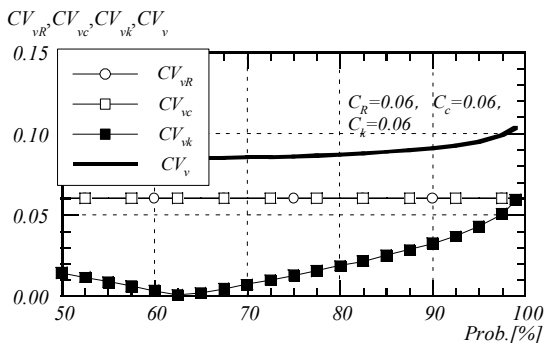 CV_vR,CV_vc,CV_vk,CV_v
0.15
0.10
0.05
0.00
CV_vR
CV_vc
CV_vk
CV_v
C_R=0.06, C_c=0.06,
C_k=0.06
50 60 70 80 90 100
Prob.[%]